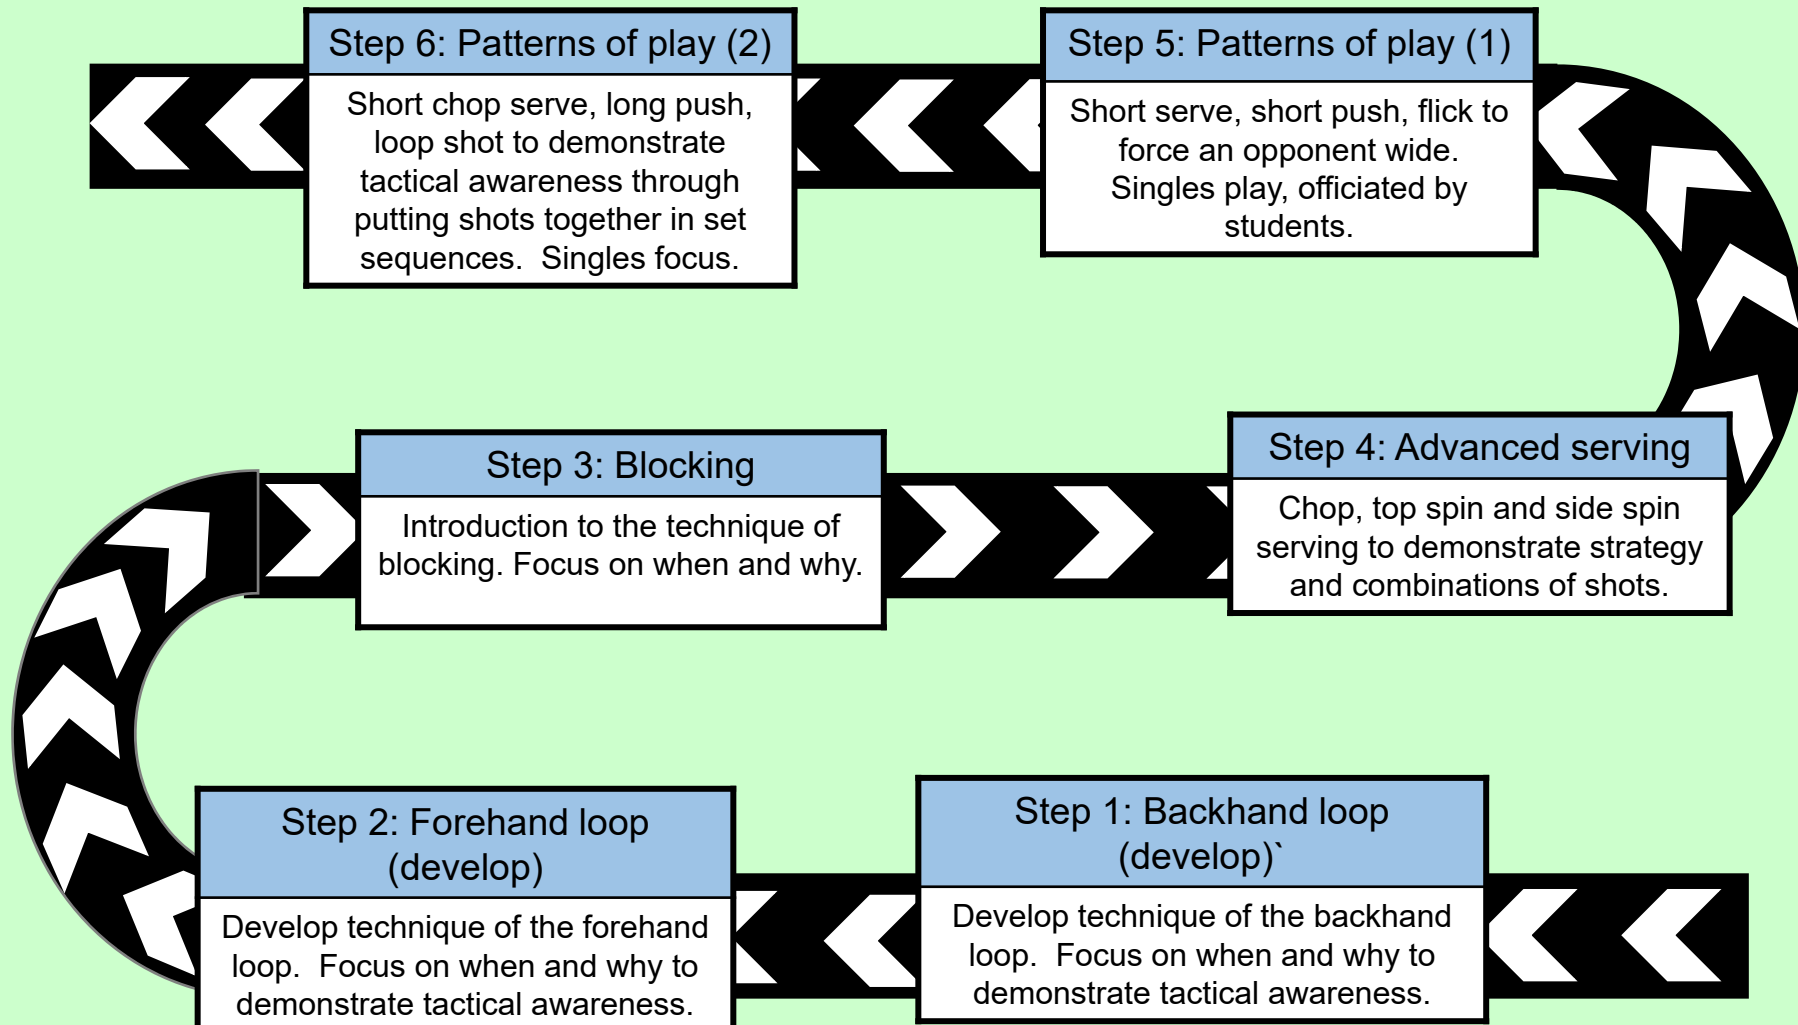 Step 6: Patterns of play (2)
Short chop serve, long push,
loop shot to demonstrate
tactical awareness through
putting shots together in set
sequences.  Singles focus.
Step 5: Patterns of play (1)
Short serve, short push, flick to
force an opponent wide.
Singles play, officiated by
students.
Step 3: Blocking
Introduction to the technique of
blocking. Focus on when and why.
Step 4: Advanced serving
Chop, top spin and side spin
serving to demonstrate strategy
and combinations of shots.
Step 2: Forehand loop
(develop)
Develop technique of the forehand
loop.  Focus on when and why to
demonstrate tactical awareness.
Step 1: Backhand loop
(develop)`
Develop technique of the backhand
loop.  Focus on when and why to
demonstrate tactical awareness.